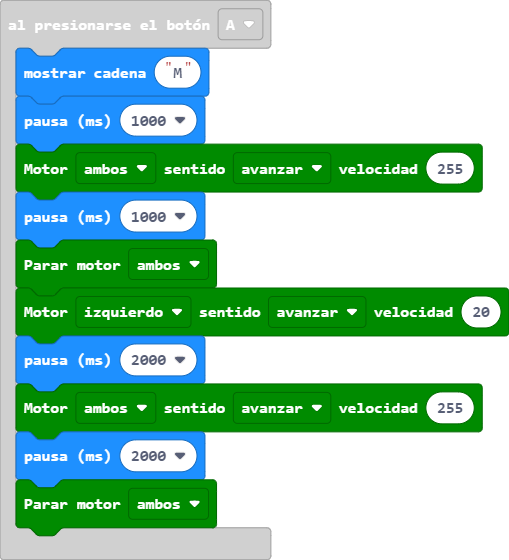 al presionarse el botón A
mostrar cadena "M"
pausa (ms) 1000
Motor ambos sentido avanzar velocidad 255
pausa (ms) 1000
Parar motor ambos
Motor izquierdo sentido avanzar velocidad 20
pausa (ms) 2000
Motor ambos sentido avanzar velocidad 255
pausa (ms) 2000
Parar motor ambos